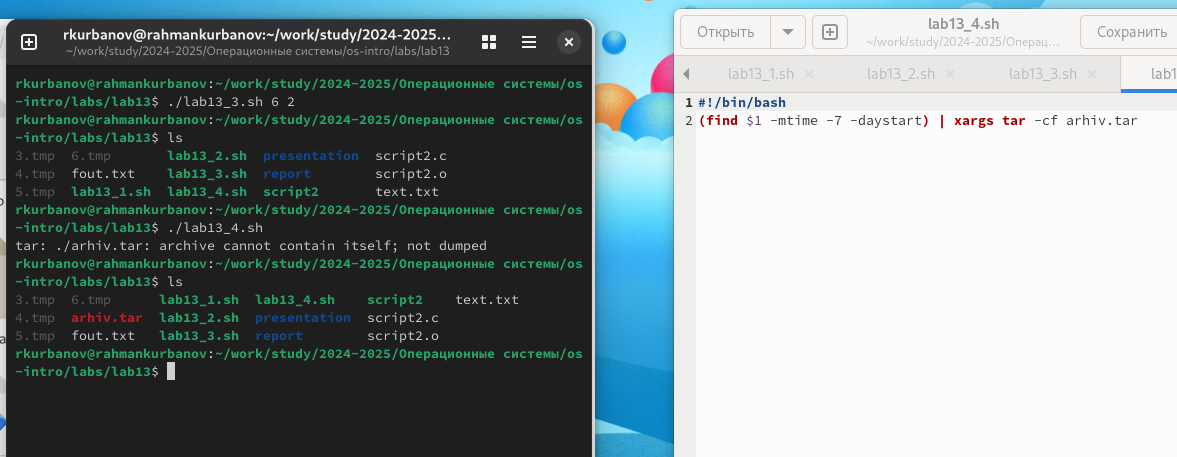 rkurbanov@rahmankurbanov:~/work/study/2024-2025...
~/work/study/2024-2025/Операционные системы/os-intro/labs/lab13
rkurbanov@rahmankurbanov:~/work/study/2024-2025/Операционные системы/os
-intro/labs/lab13$ ./lab13_3.sh 6 2
rkurbanov@rahmankurbanov:~/work/study/2024-2025/Операционные системы/os
-intro/labs/lab13$ ls
3.tmp  6.tmp       lab13_2.sh  presentation  script2.c
4.tmp  fout.txt    lab13_3.sh  report        script2.o
5.tmp  lab13_1.sh  lab13_4.sh  script2       text.txt
rkurbanov@rahmankurbanov:~/work/study/2024-2025/Операционные системы/os
-intro/labs/lab13$ ./lab13_4.sh
tar: ./arhiv.tar: archive cannot contain itself; not dumped
rkurbanov@rahmankurbanov:~/work/study/2024-2025/Операционные системы/os
-intro/labs/lab13$ ls
3.tmp  6.tmp      lab13_1.sh  lab13_4.sh    script2    text.txt
4.tmp  arhiv.tar  lab13_2.sh  presentation  script2.c
5.tmp  fout.txt   lab13_3.sh  report        script2.o
rkurbanov@rahmankurbanov:~/work/study/2024-2025/Операционные системы/os
-intro/labs/lab13$
Открыть lab13_4.sh Сохранить
~/work/study/2024-2025/Операц...
lab13_1.sh × lab13_2.sh × lab13_3.sh × lab1
1 #!/bin/bash
2 (find $1 -mtime -7 -daystart) | xargs tar -cf arhiv.tar